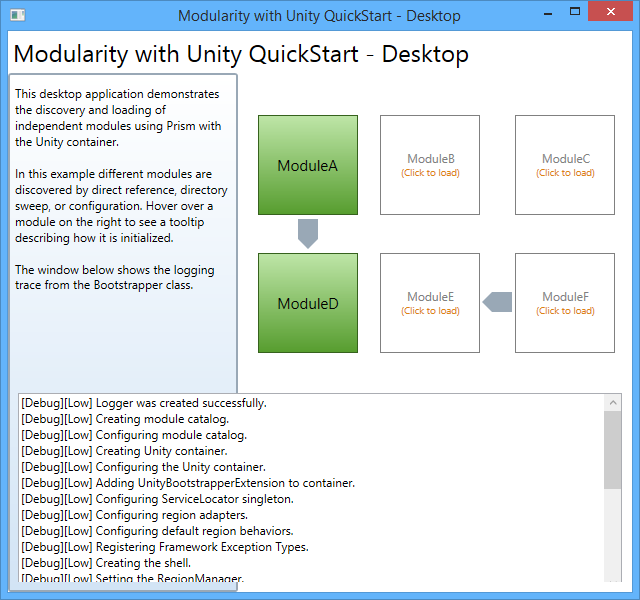 Modularity with Unity QuickStart - Desktop
Modularity with Unity QuickStart - Desktop
This desktop application demonstrates
the discovery and loading of
independent modules using Prism with
the Unity container.
In this example different modules are
discovered by direct reference, directory
sweep, or configuration. Hover over a
module on the right to see a tooltip
describing how it is initialized.
The window below shows the logging
trace from the Bootstrapper class.
ModuleA
ModuleB
(Click to load)
ModuleC
(Click to load)
ModuleD
ModuleE
(Click to load)
ModuleF
(Click to load)
[Debug][Low] Logger was created successfully.
[Debug][Low] Creating module catalog.
[Debug][Low] Configuring module catalog.
[Debug][Low] Creating Unity container.
[Debug][Low] Configuring the Unity container.
[Debug][Low] Adding UnityBootstrapperExtension to container.
[Debug][Low] Configuring ServiceLocator singleton.
[Debug][Low] Configuring region adapters.
[Debug][Low] Configuring default region behaviors.
[Debug][Low] Registering Framework Exception Types.
[Debug][Low] Creating the shell.
[Debug][Low] Setting the RegionManager.